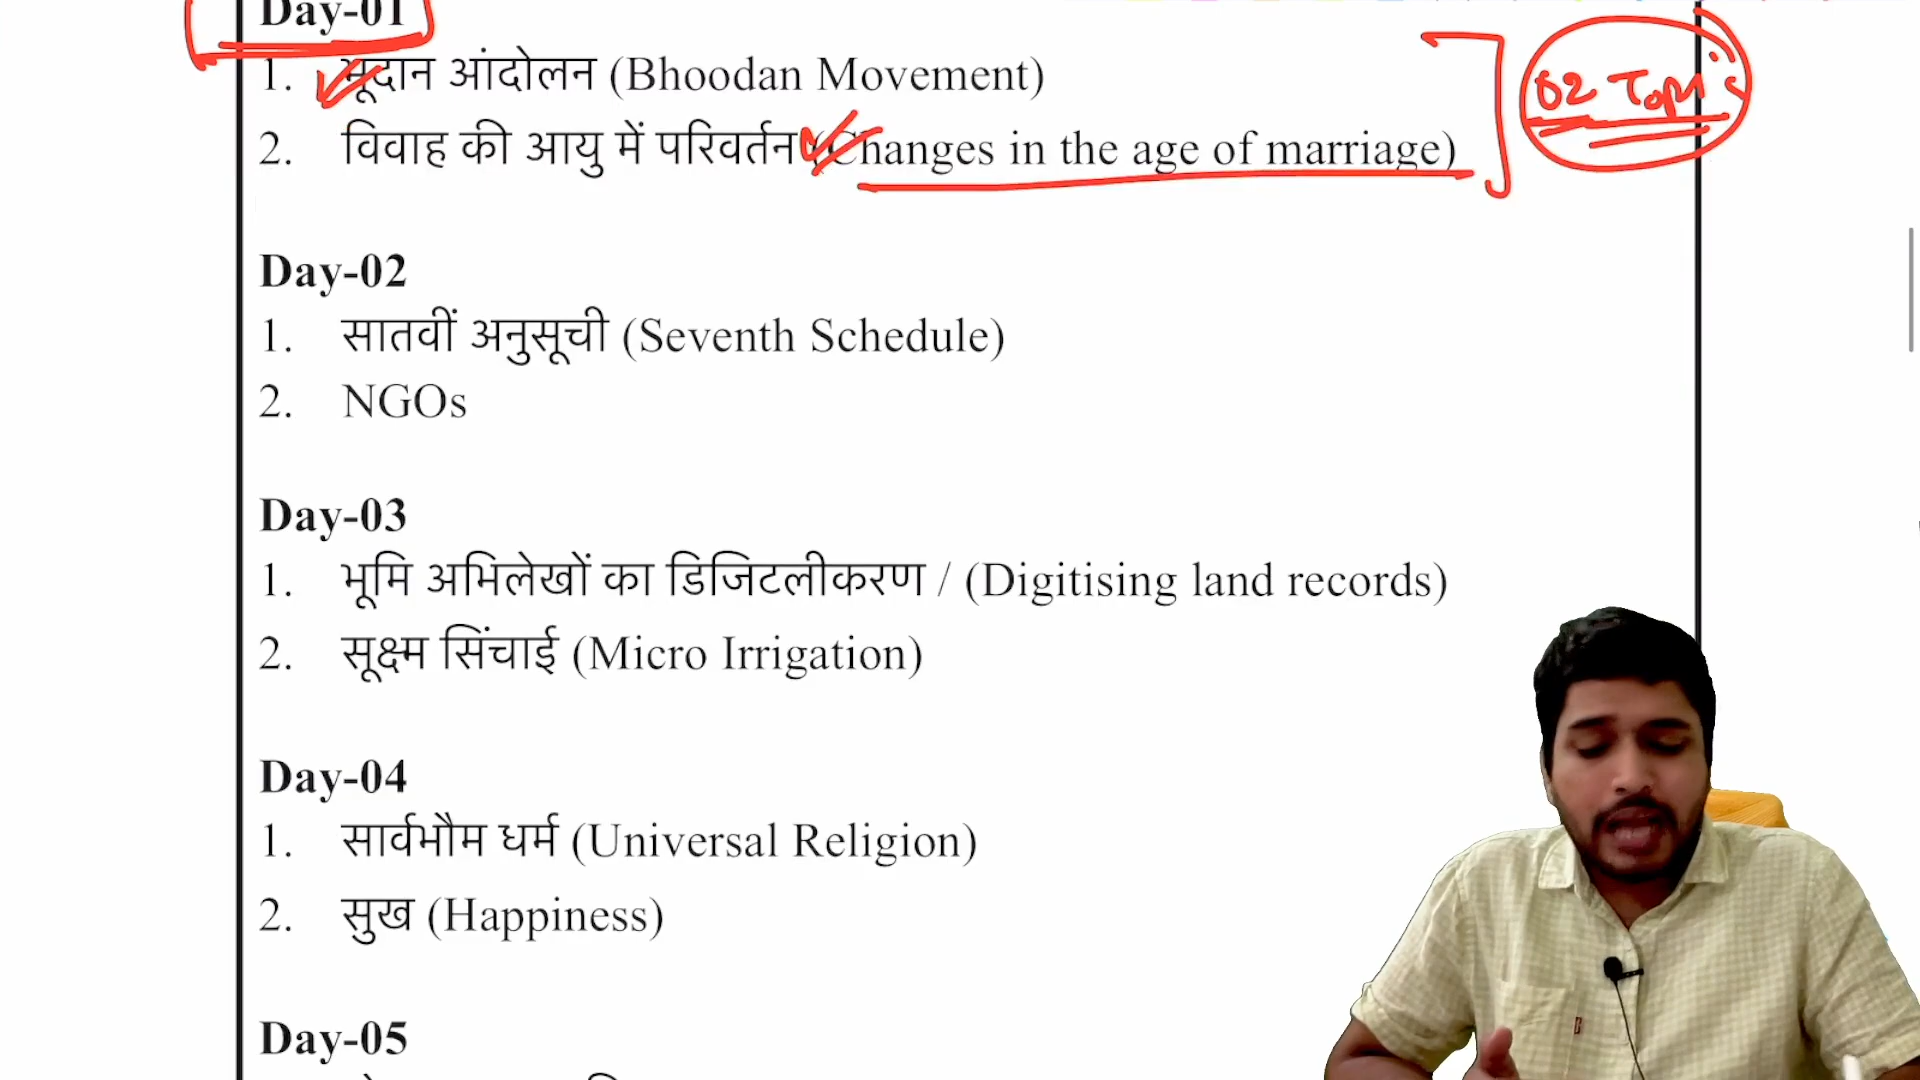 Day-01
1. भूदान आंदोलन (Bhoodan Movement)
2. विवाह की आयु में परिवर्तन (Changes in the age of marriage)
02 Topics
Day-02
1. सातवीं अनुसूची (Seventh Schedule)
2. NGOs
Day-03
1. भूमि अभिलेखों का डिजिटलीकरण / (Digitising land records)
2. सूक्ष्म सिंचाई (Micro Irrigation)
Day-04
1. सार्वभौम धर्म (Universal Religion)
2. सुख (Happiness)
Day-05